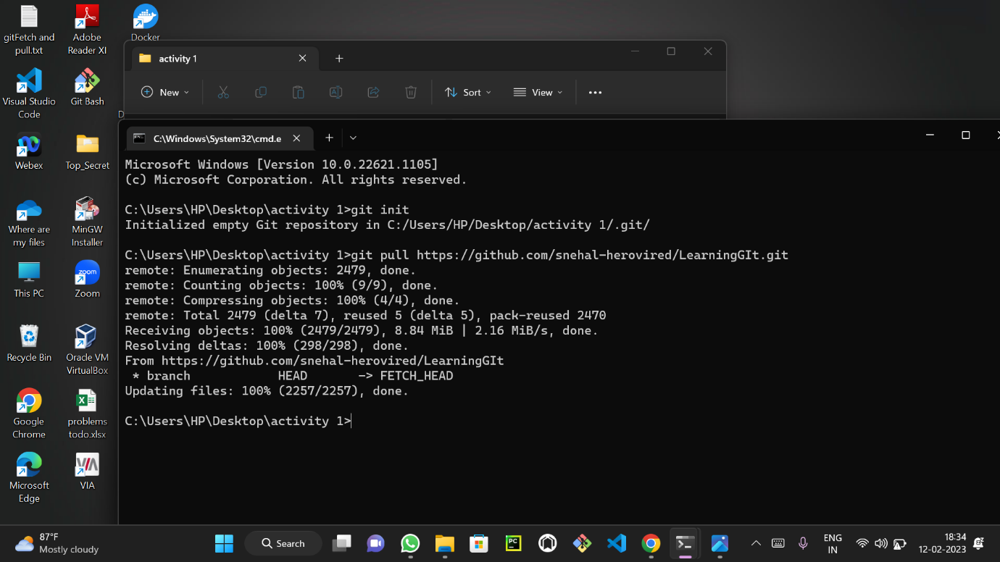 gitFetch and
pull.txt
Adobe
Reader XI
Docker
Visual Studio
Code
Git Bash
D
Webex
Top_Secret
Where are
my files
MinGW
Installer
This PC
zoom
Zoom
Recycle Bin
Oracle VM
VirtualBox
Google
Chrome
problems
todo.xlsx
Microsoft
Edge
VIA
VIA
activity 1
New
Sort
View
C:\Windows\System32\cmd.e
Microsoft Windows [Version 10.0.22621.1105]
(c) Microsoft Corporation. All rights reserved.
C:\Users\HP\Desktop\activity 1>git init
Initialized empty Git repository in C:/Users/HP/Desktop/activity 1/.git/
C:\Users\HP\Desktop\activity 1>git pull https://github.com/snehal-herovired/LearningGIt.git
remote: Enumerating objects: 2479, done.
remote: Counting objects: 100% (9/9), done.
remote: Compressing objects: 100% (4/4), done.
remote: Total 2479 (delta 7), reused 5 (delta 5), pack-reused 2470
Receiving objects: 100% (2479/2479), 8.84 MiB | 2.16 MiB/s, done.
Resolving deltas: 100% (298/298), done.
From https://github.com/snehal-herovired/LearningGIt
 * branch            HEAD       -> FETCH_HEAD
Updating files: 100% (2257/2257), done.
C:\Users\HP\Desktop\activity 1>
87°F
Mostly cloudy
Search
PC
ENG
IN
18:34
12-02-2023